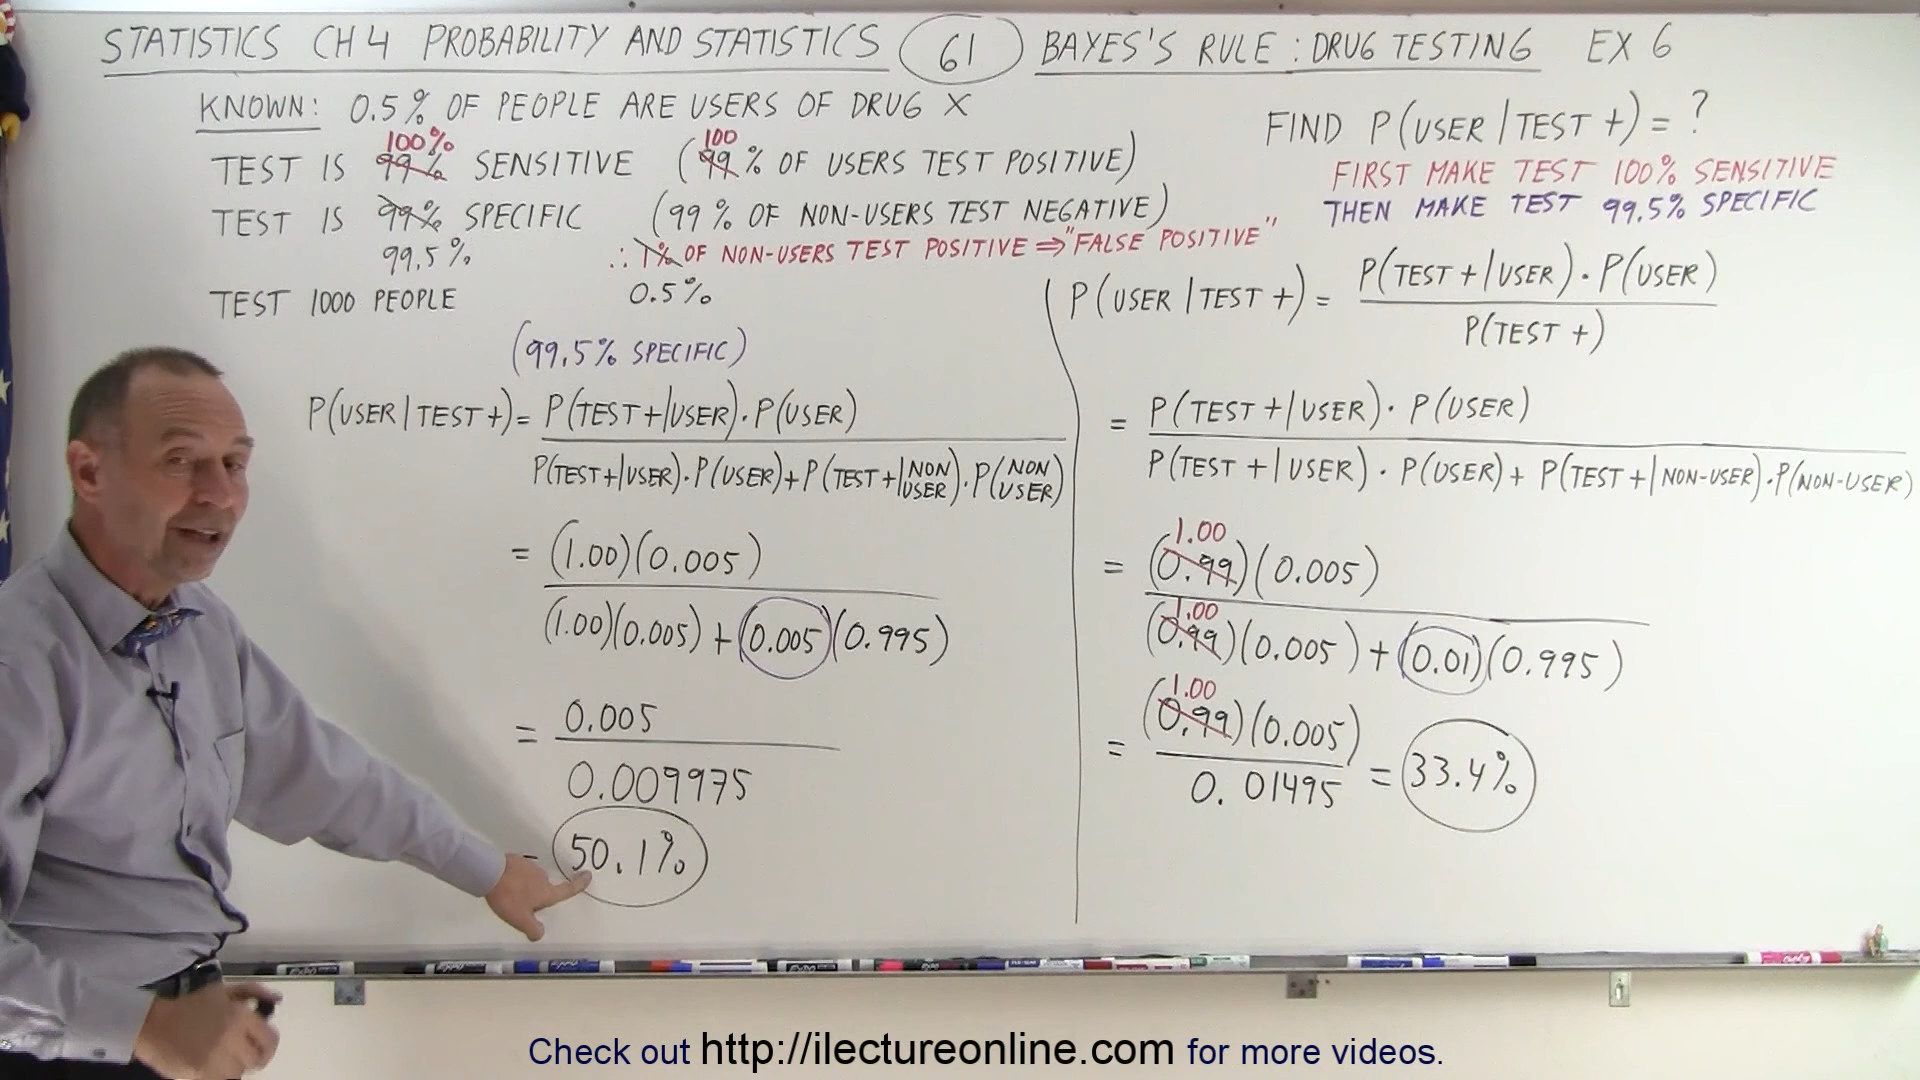 STATISTICS CH 4 PROBABILITY AND STATISTICS 61 BAYES'S RULE : DRUG TESTING EX 6
KNOWN: 0.5% OF PEOPLE ARE USERS OF DRUG X
100% 100
TEST IS 99% SENSITIVE (99% OF USERS TEST POSITIVE)
TEST IS 99% SPECIFIC (99% OF NON-USERS TEST NEGATIVE)
99.5% ∴ 1% OF NON-USERS TEST POSITIVE ⇒ "FALSE POSITIVE"
TEST 1000 PEOPLE 0.5%
FIND P(USER | TEST +) = ?
FIRST MAKE TEST 100% SENSITIVE
THEN MAKE TEST 99.5% SPECIFIC
(99.5% SPECIFIC)
P(USER | TEST +) = P(TEST+|USER)·P(USER)
P(TEST+|USER)·P(USER)+P(TEST+|NON USER)·P(NON USER)
= (1.00)(0.005)
(1.00)(0.005) + (0.005)(0.995)
= 0.005
0.009975
= 50.1%
P(USER | TEST +) = P(TEST +|USER)·P(USER)
P(TEST +)
= P(TEST +|USER)· P(USER)
P(TEST +|USER) · P(USER) + P(TEST +|NON-USER)·P(NON-USER)
1.00
= (0.99)(0.005)
1.00
(0.99)(0.005) + (0.01)(0.995)
1.00
= (0.99)(0.005)
0.01495 = 33.4%
EXPO
Check out http://ilectureonline.com for more videos.